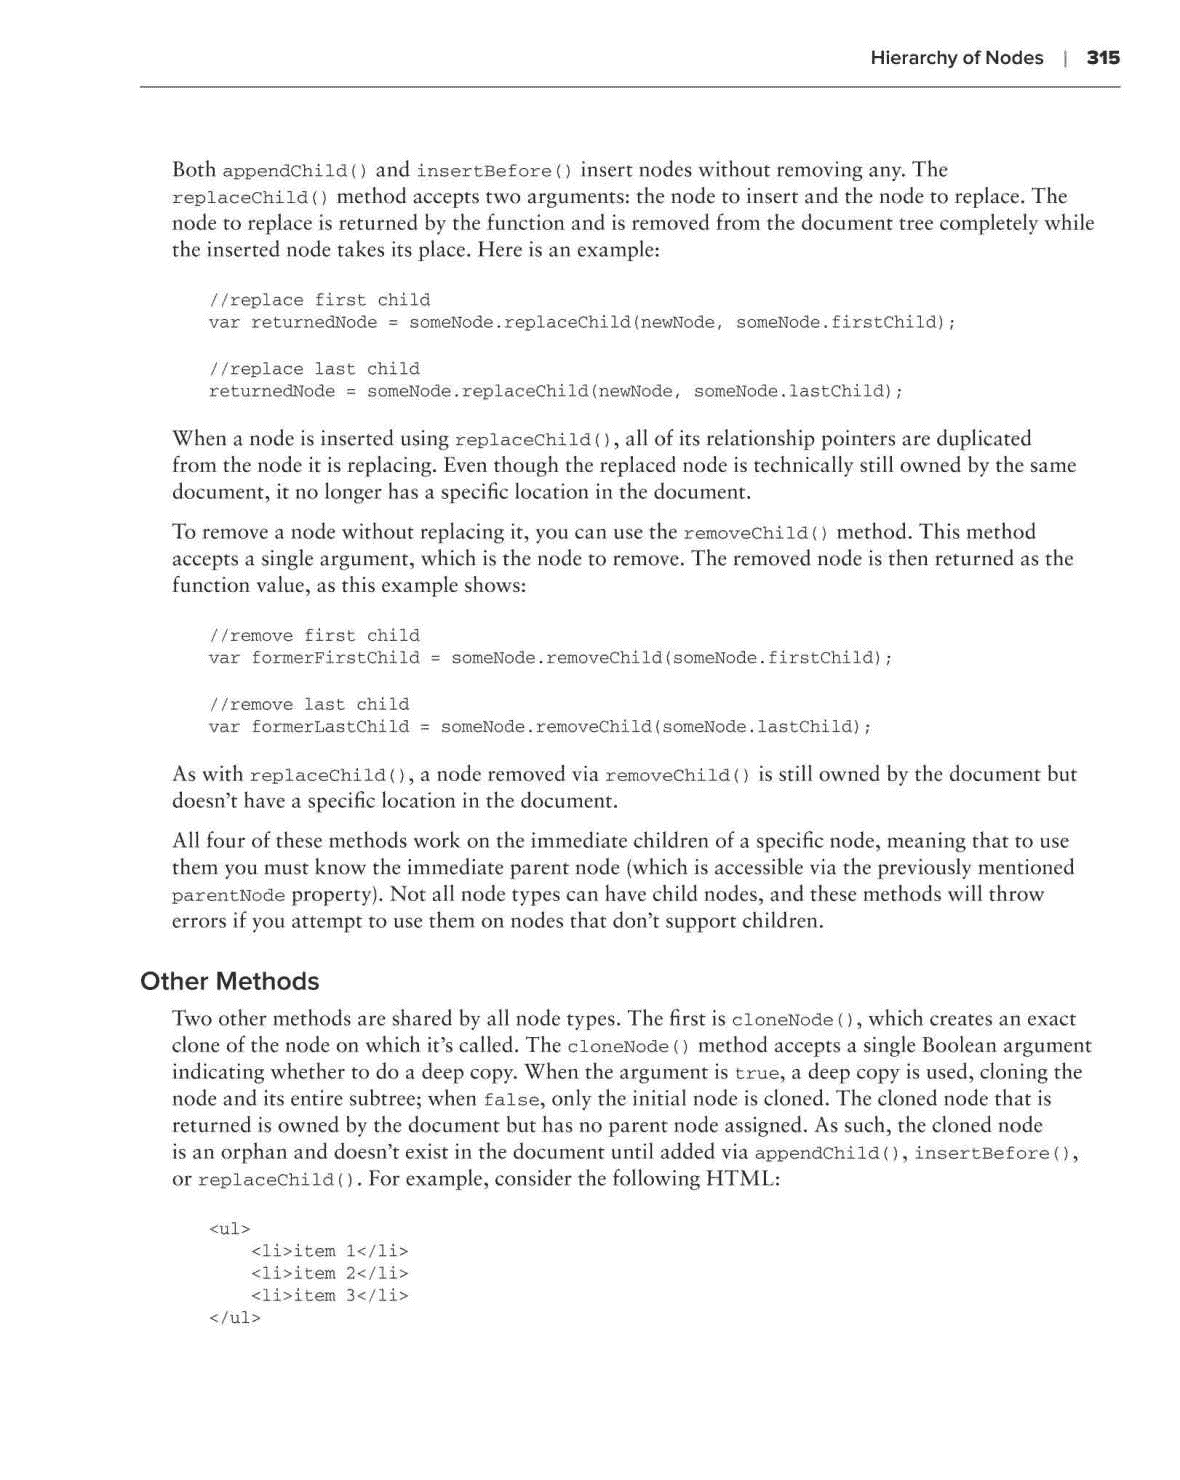 Hierarchy of Nodes | 315
Both appendChild() and insertBefore() insert nodes without removing any. The
replaceChild() method accepts two arguments: the node to insert and the node to replace. The
node to replace is returned by the function and is removed from the document tree completely while
the inserted node takes its place. Here is an example:
//replace first child
var returnedNode = someNode.replaceChild(newNode, someNode.firstChild);
//replace last child
returnedNode = someNode.replaceChild(newNode, someNode.lastChild);
When a node is inserted using replaceChild(), all of its relationship pointers are duplicated
from the node it is replacing. Even though the replaced node is technically still owned by the same
document, it no longer has a specific location in the document.
To remove a node without replacing it, you can use the removeChild() method. This method
accepts a single argument, which is the node to remove. The removed node is then returned as the
function value, as this example shows:
//remove first child
var formerFirstChild = someNode.removeChild(someNode.firstChild);
//remove last child
var formerLastChild = someNode.removeChild(someNode.lastChild);
As with replaceChild(), a node removed via removeChild() is still owned by the document but
doesn't have a specific location in the document.
All four of these methods work on the immediate children of a specific node, meaning that to use
them you must know the immediate parent node (which is accessible via the previously mentioned
parentNode property). Not all node types can have child nodes, and these methods will throw
errors if you attempt to use them on nodes that don't support children.
Other Methods
Two other methods are shared by all node types. The first is cloneNode(), which creates an exact
clone of the node on which it's called. The cloneNode() method accepts a single Boolean argument
indicating whether to do a deep copy. When the argument is true, a deep copy is used, cloning the
node and its entire subtree; when false, only the initial node is cloned. The cloned node that is
returned is owned by the document but has no parent node assigned. As such, the cloned node
is an orphan and doesn't exist in the document until added via appendChild(), insertBefore(),
or replaceChild(). For example, consider the following HTML:
<ul>
    <li>item 1</li>
    <li>item 2</li>
    <li>item 3</li>
</ul>